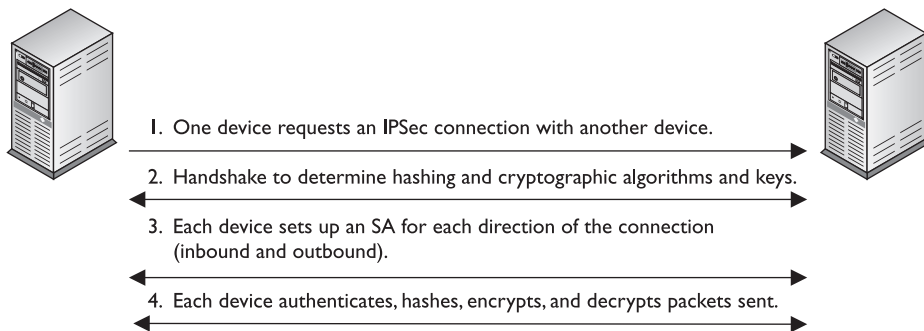 1. One device requests an IPSec connection with another device.
2. Handshake to determine hashing and cryptographic algorithms and keys.
3. Each device sets up an SA for each direction of the connection
(inbound and outbound).
4. Each device authenticates, hashes, encrypts, and decrypts packets sent.